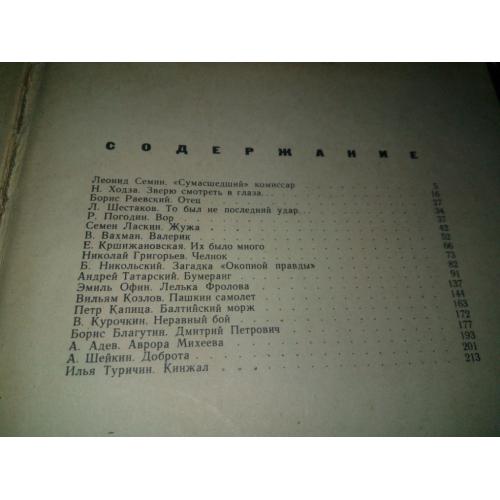 СОДЕРЖАНИЕ
Леонид Семин. «Сумасшедший» комиссар 5
Н. Ходза. Зверю смотреть в глаза... 16
Борис Раевский. Отец 27
Л. Шестаков. То был не последний удар... 34
Р. Погодин. Вор 37
Семен Ласкин. Жужа 42
В. Вахман. Валерик 52
Е. Кршижановская. Их было много 66
Николай Григорьев. Челнок 73
Б. Никольский. Загадка «Окопной правды» 82
Андрей Татарский. Бумеранг 91
Эмиль Офин. Лелька Фролова 137
Вильям Козлов. Пашкин самолет 144
Петр Капица. Балтийский морж 163
В. Курочкин. Неравный бой 172
Борис Благутин. Дмитрий Петрович 177
А. Адев. Аврора Михеева 193
А. Шейкин. Доброта 201
Илья Туричин. Кинжал 213